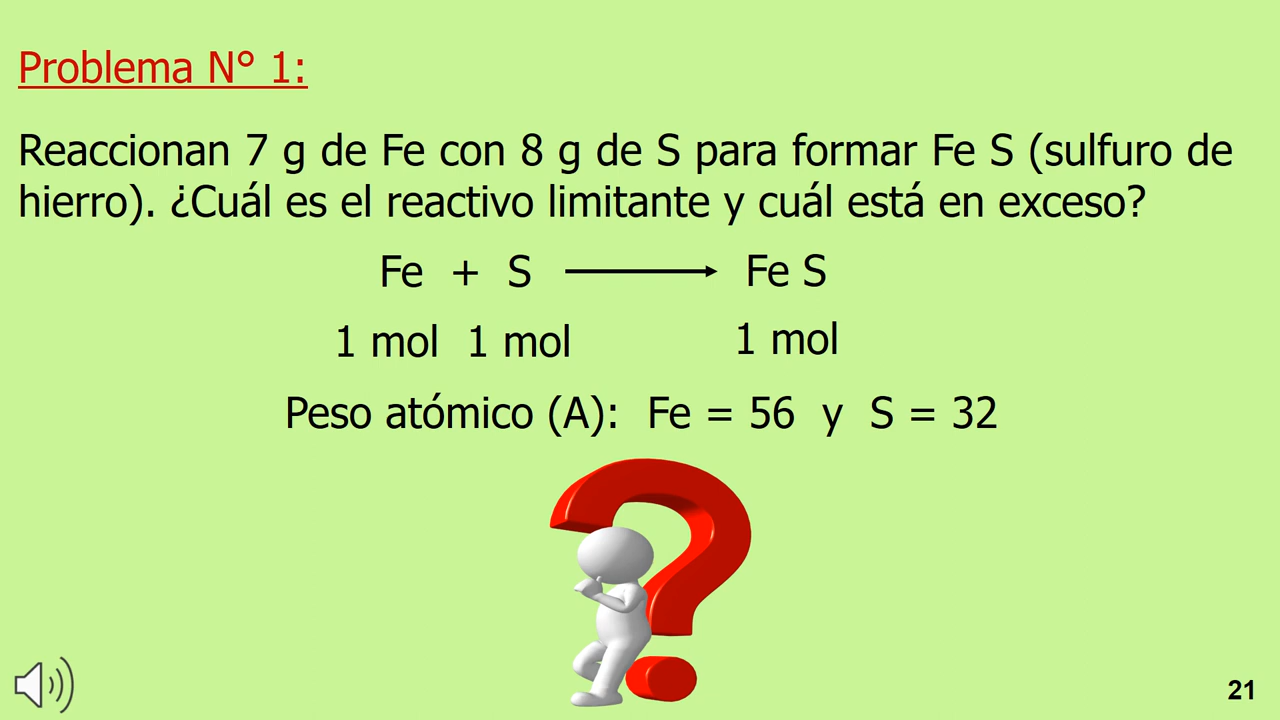 Problema N° 1:
Reaccionan 7 g de Fe con 8 g de S para formar Fe S (sulfuro de
hierro). ¿Cuál es el reactivo limitante y cuál está en exceso?
Fe + S Fe S
1 mol 1 mol 1 mol
Peso atómico (A): Fe = 56 y S = 32
21